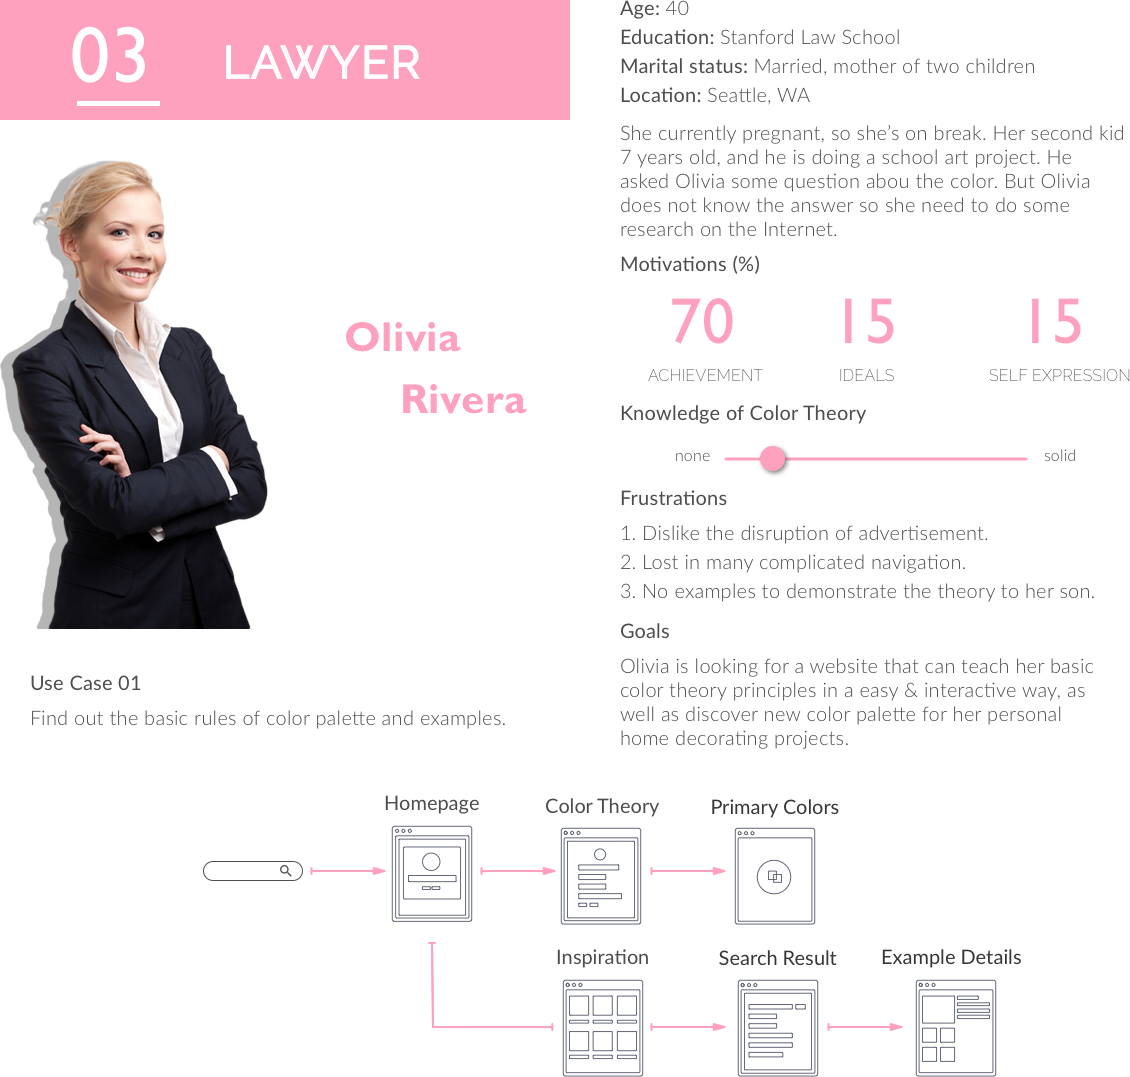 03 LAWYER
Olivia
Rivera
Use Case 01
Find out the basic rules of color palette and examples.
Age: 40
Education: Stanford Law School
Marital status: Married, mother of two children
Location: Seattle, WA
She currently pregnant, so she’s on break. Her second kid
7 years old, and he is doing a school art project. He
asked Olivia some question abou the color. But Olivia
does not know the answer so she need to do some
research on the Internet.
Motivations (%)
70 15 15
ACHIEVEMENT IDEALS SELF EXPRESSION
Knowledge of Color Theory
none solid
Frustrations
1. Dislike the disruption of advertisement.
2. Lost in many complicated navigation.
3. No examples to demonstrate the theory to her son.
Goals
Olivia is looking for a website that can teach her basic
color theory principles in a easy & interactive way, as
well as discover new color palette for her personal
home decorating projects.
Homepage Color Theory Primary Colors
Inspiration Search Result Example Details